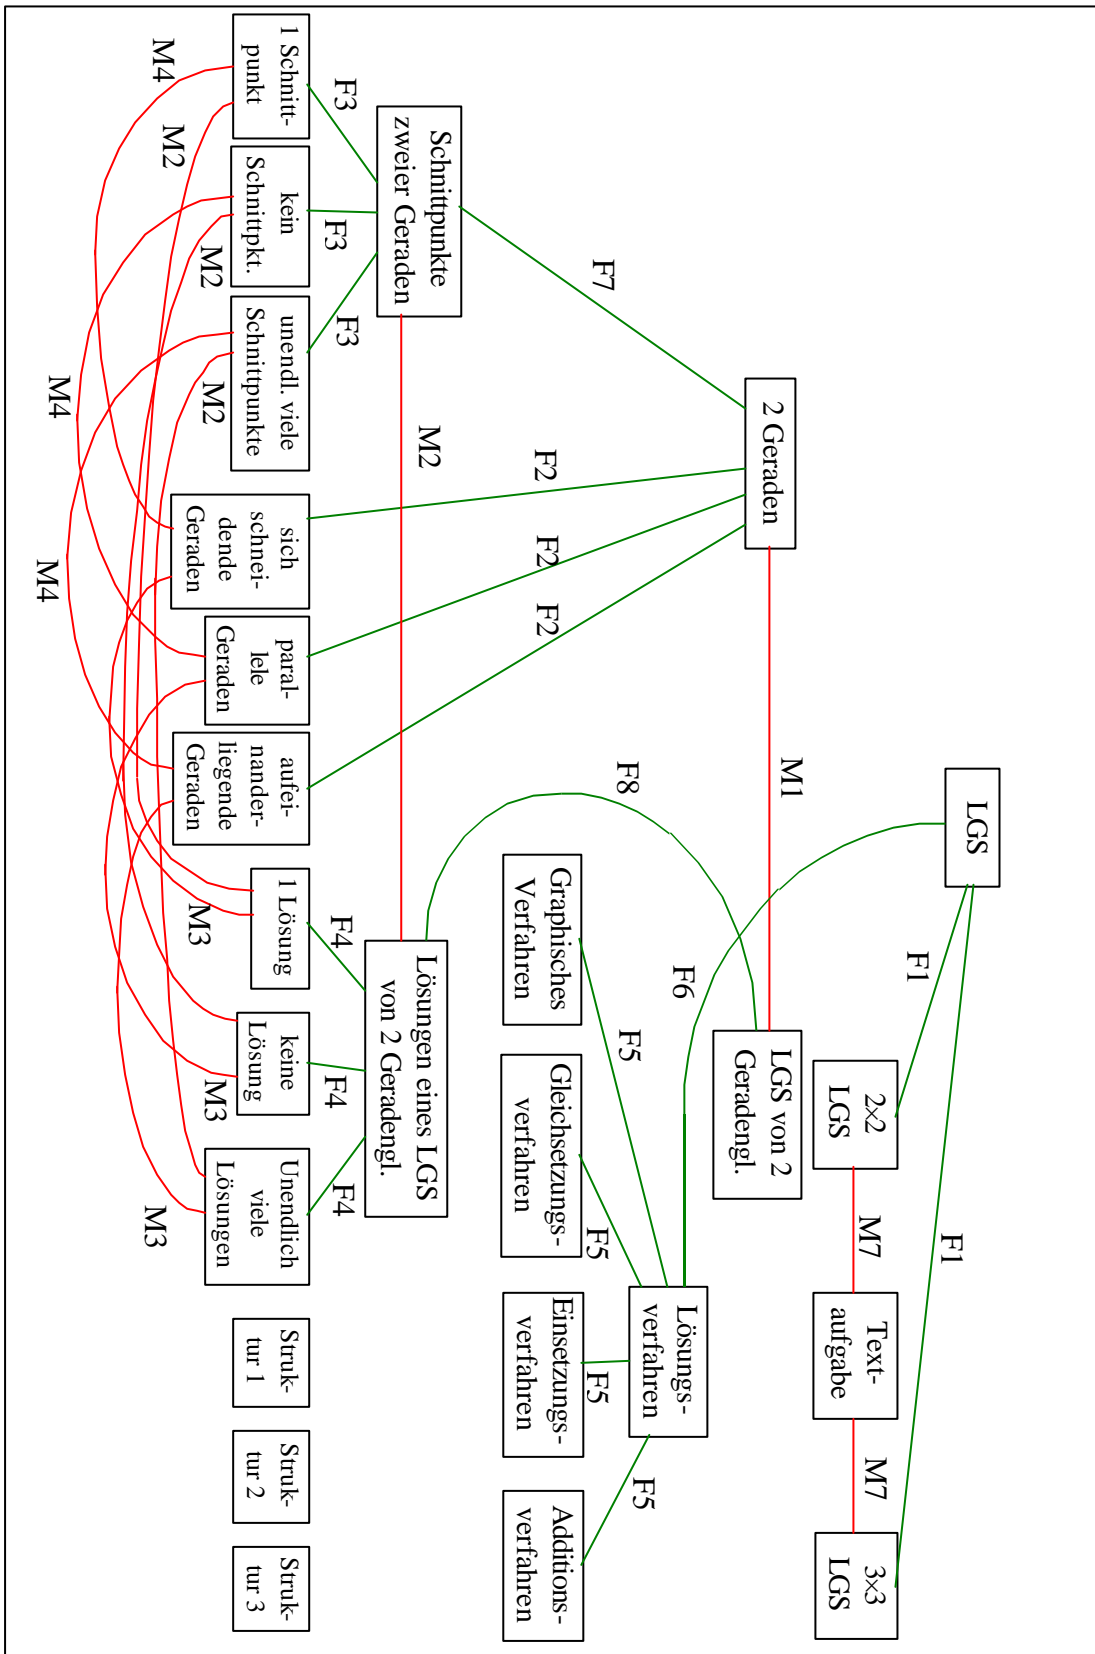 LGS
F1
F1
2×2
LGS
M7
Text-
aufgabe
M7
3×3
LGS
2 Geraden
M1
LGS von 2
Geradengl.
F7
F2
F2
F2
F8
F6
Lösungs-
verfahren
F5
F5
F5
F5
Graphisches
Verfahren
Gleichsetzungs-
verfahren
Einsetzungs-
verfahren
Additions-
verfahren
Schnittpunkte
zweier Geraden
M2
Lösungen eines LGS
von 2 Geradengl.
F3
F3
F3
F4
F4
F4
1 Schnitt-
punkt
kein
Schnittpkt.
unendl. viele
Schnittpunkte
sich
schnei-
dende
Geraden
paral-
lele
Geraden
aufei-
nander-
liegende
Geraden
1 Lösung
keine
Lösung
Unendlich
viele
Lösungen
Struk-
tur 1
Struk-
tur 2
Struk-
tur 3
M4
M2
M2
M2
M4
M4
M3
M3
M3